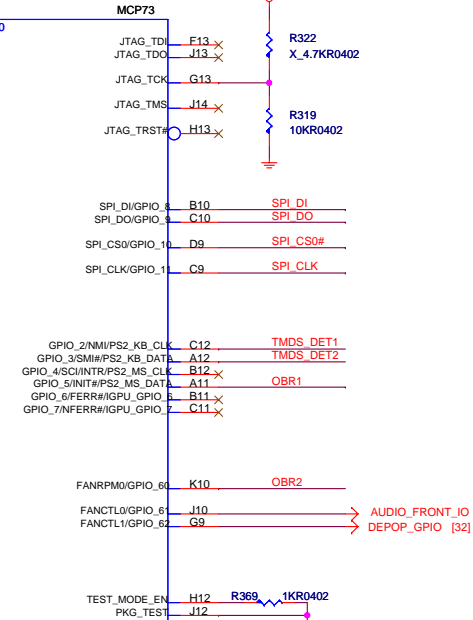 MCP73
0
JTAG_TDI F13
JTAG_TDO J13
JTAG_TCK G13
JTAG_TMS J14
JTAG_TRST# H13
R322
X_4.7KR0402
R319
10KR0402
SPI_DI/GPIO_8 B10 SPI_DI
SPI_DO/GPIO_9 C10 SPI_DO
SPI_CS0/GPIO_10 D9 SPI_CS0#
SPI_CLK/GPIO_11 C9 SPI_CLK
GPIO_2/NMI/PS2_KB_CLK C12 TMDS_DET1
GPIO_3/SMI#/PS2_KB_DATA A12 TMDS_DET2
GPIO_4/SCI/INTR/PS2_MS_CLK B12
GPIO_5/INIT#/PS2_MS_DATA A11 OBR1
GPIO_6/FERR#/IGPU_GPIO_6 B11
GPIO_7/NFERR#/IGPU_GPIO_7 C11
FANRPM0/GPIO_60 K10 OBR2
FANCTL0/GPIO_61 J10 AUDIO_FRONT_IO
FANCTL1/GPIO_62 G9 DEPOP_GPIO [32]
TEST_MODE_EN H12 R369 1KR0402
PKG_TEST J12